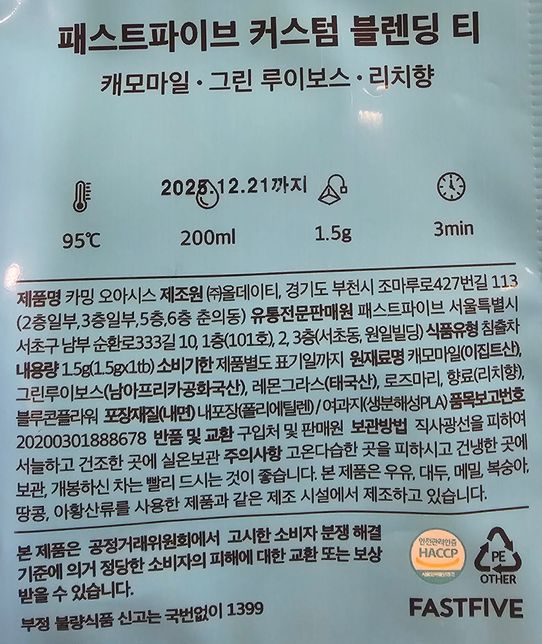 패스트파이브 커스텀 블렌딩 티
캐모마일 · 그린 루이보스 · 리치향
2025.12.21까지
95℃ 200ml 1.5g 3min
제품명 카밍 오아시스 제조원 ㈜올데이티, 경기도 부천시 조마루로427번길 113
(2층일부,3층일부,5층,6층 춘의동) 유통전문판매원 패스트파이브 서울특별시
서초구 남부 순환로333길 10, 1층(101호), 2, 3층(서초동, 원일빌딩) 식품유형 침출차
내용량 1.5g(1.5gx1tb) 소비기한 제품별도 표기일까지 원재료명 캐모마일(이집트산),
그린루이보스(남아프리카공화국산), 레몬그라스(태국산), 로즈마리, 향료(리치향),
블루콘플라워 포장재질(내면) 내포장(폴리에틸렌) / 여과지(생분해성PLA) 품목보고번호
20200301888678 반품 및 교환 구입처 및 판매원 보관방법 직사광선을 피하여
서늘하고 건조한 곳에 실온보관 주의사항 고온다습한 곳을 피하시고 건냉한 곳에
보관, 개봉하신 차는 빨리 드시는 것이 좋습니다. 본 제품은 우유, 대두, 메밀, 복숭아,
땅콩, 아황산류를 사용한 제품과 같은 제조 시설에서 제조하고 있습니다.
본 제품은 공정거래위원회에서 고시한 소비자 분쟁 해결
기준에 의거 정당한 소비자의 피해에 대한 교환 또는 보상
받을 수 있습니다.
부정 불량식품 신고는 국번없이 1399
안전관리인증
HACCP
식품의약품안전처
PE
OTHER
FASTFIVE